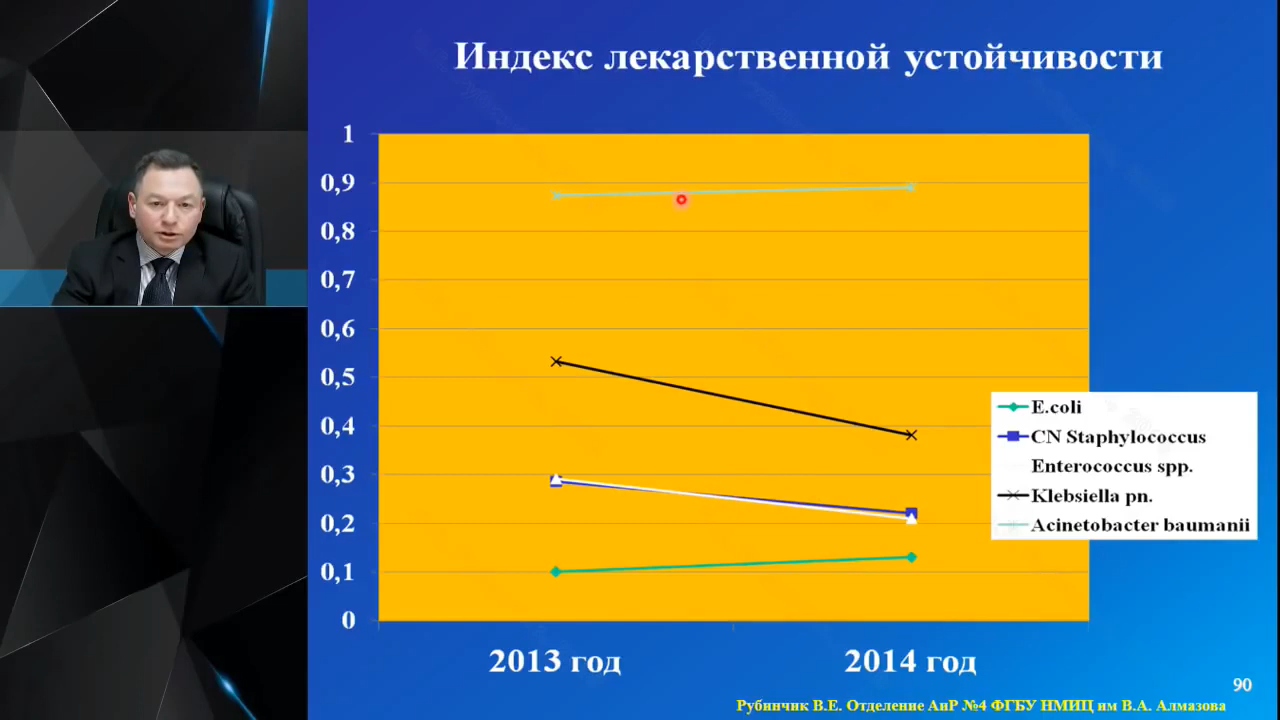 Индекс лекарственной устойчивости
1
0,9
0,8
0,7
0,6
0,5
0,4
0,3
0,2
0,1
0
2013 год
2014 год
E.coli
CN Staphylococcus
Enterococcus spp.
Klebsiella pn.
Acinetobacter baumanii
90
Рубинчик В.Е. Отделение АиР №4 ФГБУ НМИЦ им В.А. Алмазова